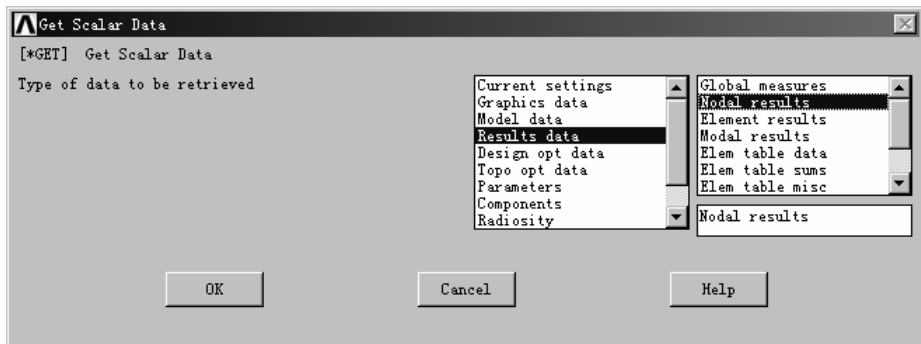 Get Scalar Data
[*GET] Get Scalar Data
Type of data to be retrieved
Current settings
Graphics data
Model data
Results data
Design opt data
Topo opt data
Parameters
Components
Radiosity
Global measures
Nodal results
Element results
Modal results
Elem table data
Elem table sums
Elem table misc
Nodal results
OK
Cancel
Help